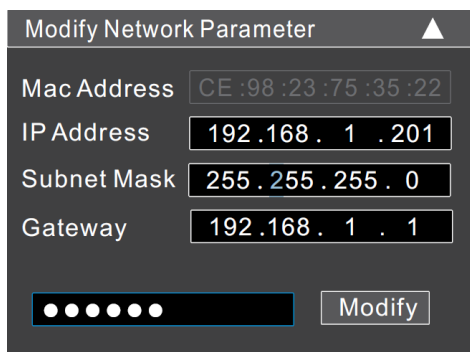 Modify Network Parameter ▲
Mac Address CE :98 :23 :75 :35 :22
IP Address 192 .168 . 1 .201
Subnet Mask 255 . 255 . 255 . 0
Gateway 192 .168 . 1 . 1
●●●●●● Modify